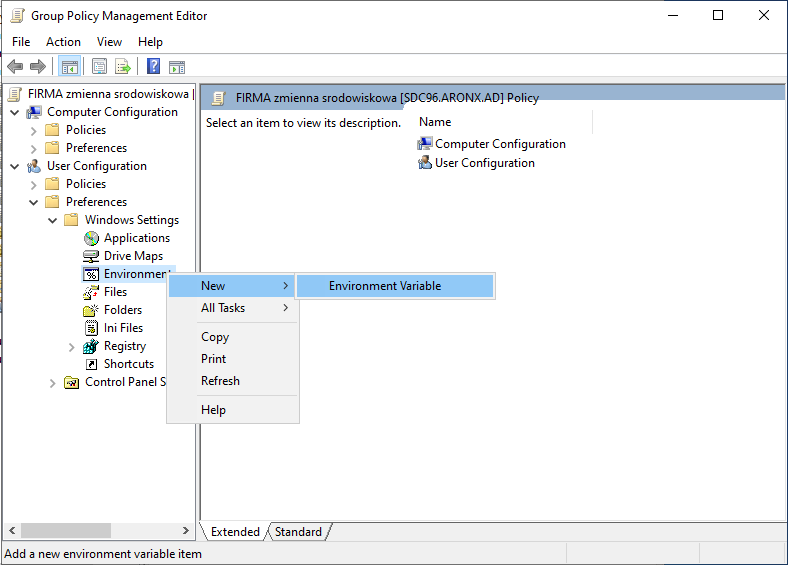 Group Policy Management Editor
File Action View Help
FIRMA zmienna srodowiskowa
Computer Configuration
Policies
Preferences
User Configuration
Policies
Preferences
Windows Settings
Applications
Drive Maps
Environment
Files
Folders
Ini Files
Registry
Shortcuts
Control Panel S
FIRMA zmienna srodowiskowa [SDC96.ARONX.AD] Policy
Select an item to view its description.
Name
Computer Configuration
User Configuration
New
All Tasks
Copy
Print
Refresh
Help
Environment Variable
Extended Standard
Add a new environment variable item